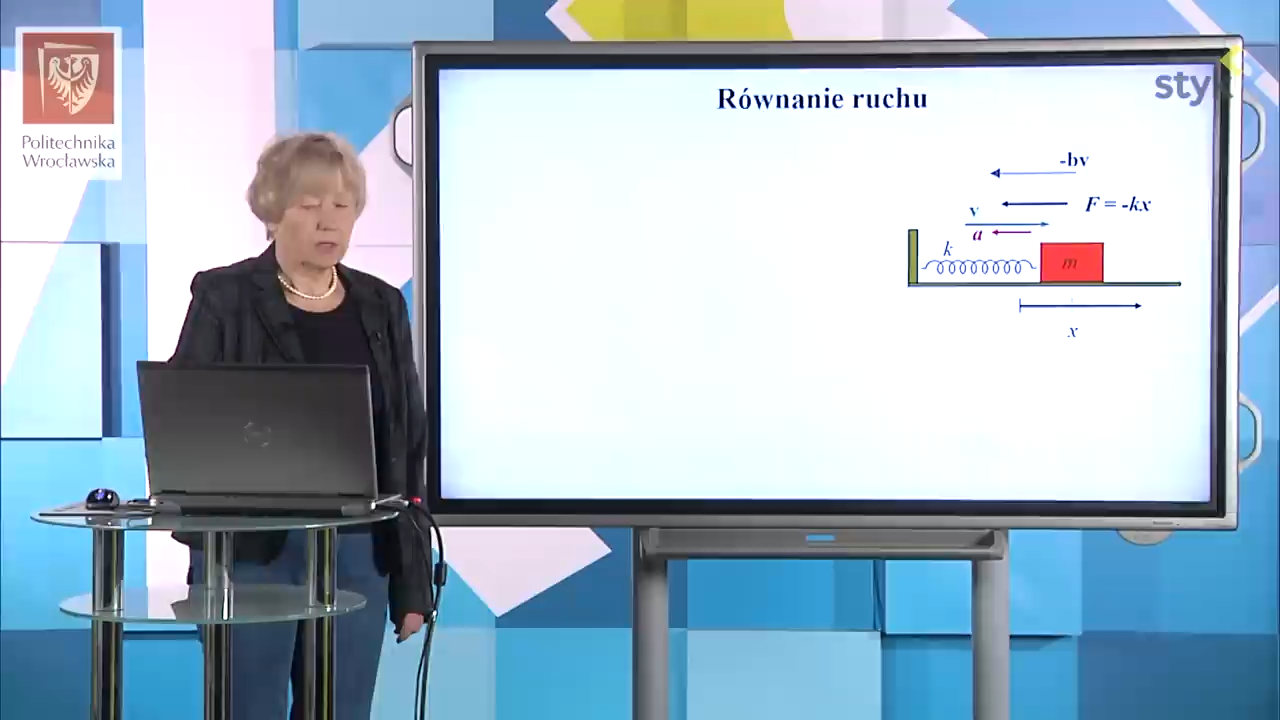 Politechnika
Wrocławska
styk
Równanie ruchu
-bv
F = -kx
v
a
k
m
x